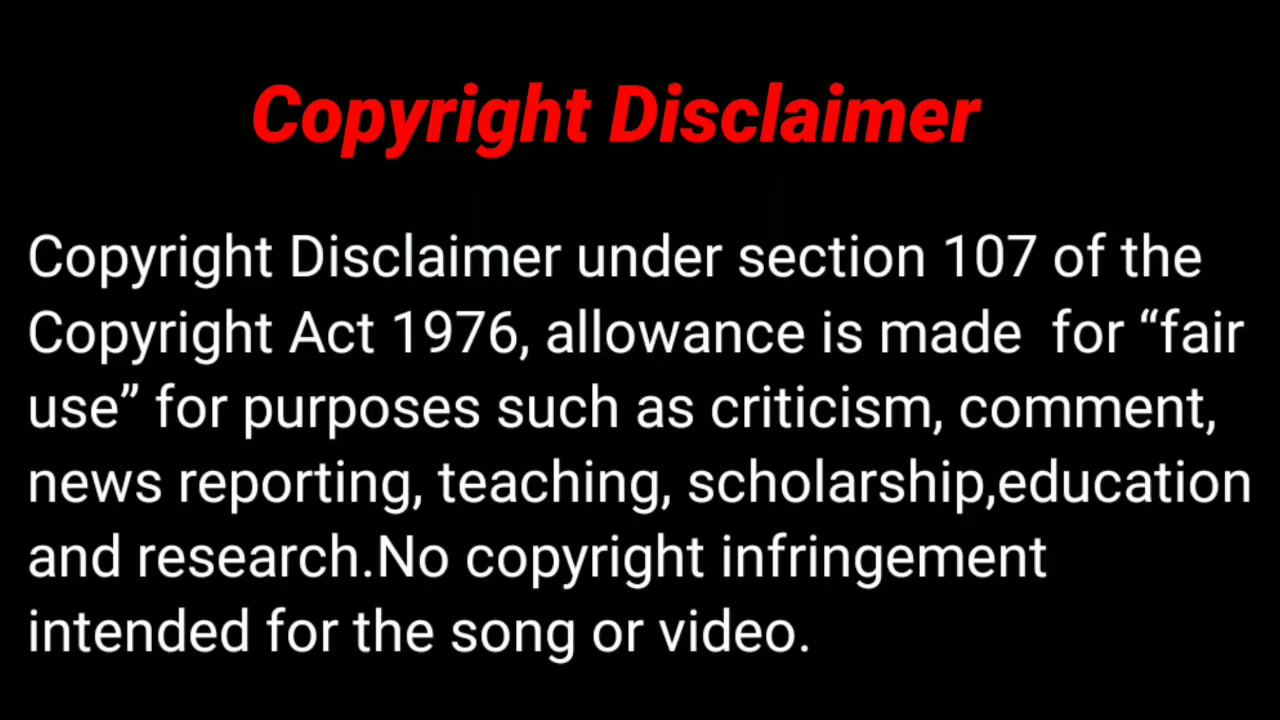 Copyright Disclaimer
Copyright Disclaimer under section 107 of the
Copyright Act 1976, allowance is made  for “fair
use” for purposes such as criticism, comment,
news reporting, teaching, scholarship,education
and research.No copyright infringement
intended for the song or video.